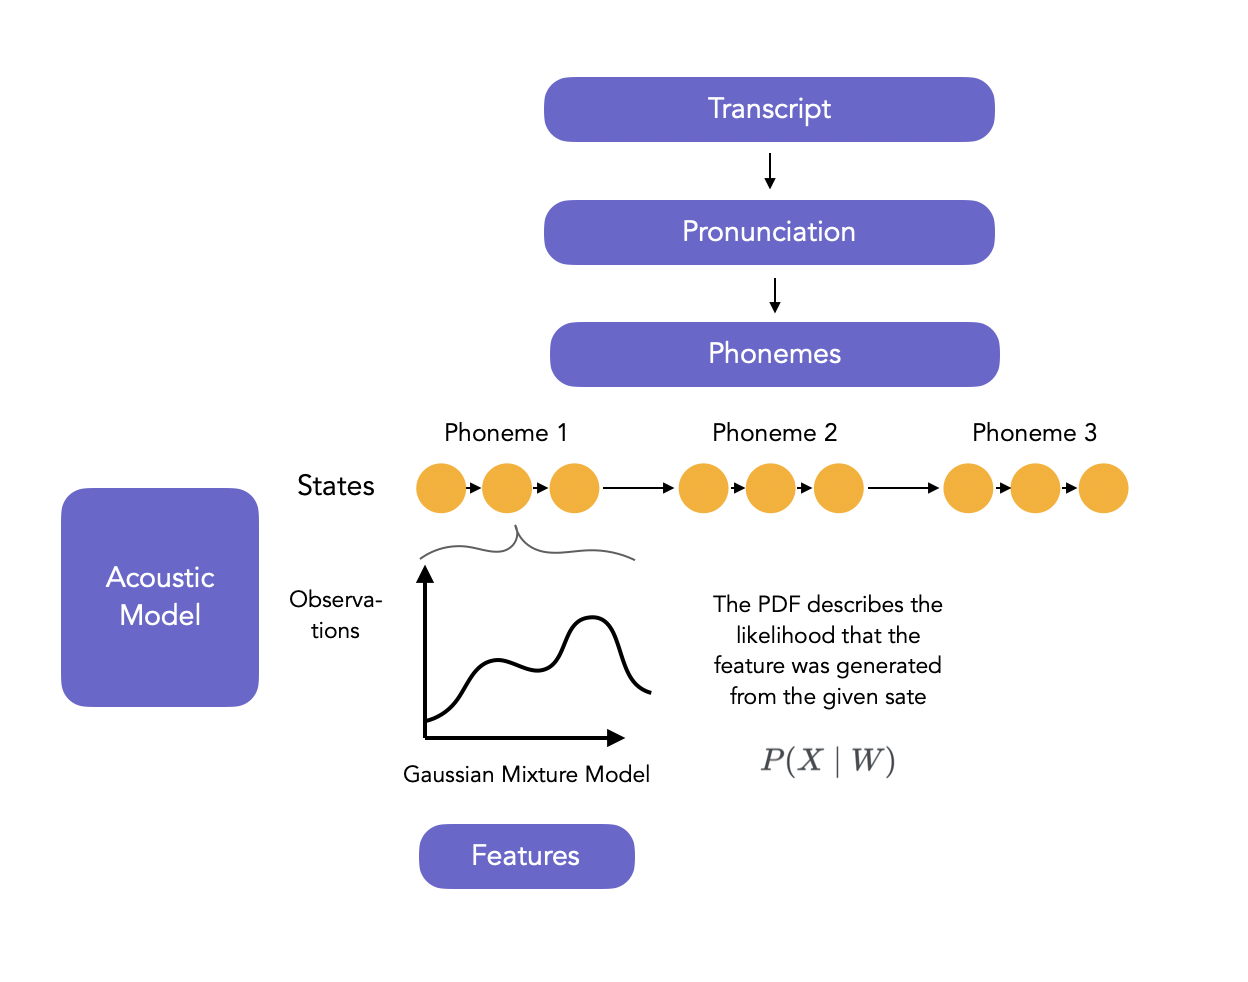 Transcript
Pronunciation
Phonemes
Phoneme 1
Phoneme 2
Phoneme 3
States
Acoustic
Model
Observa-
tions
The PDF describes the
likelihood that the
feature was generated
from the given sate
P(X | W)
Gaussian Mixture Model
Features